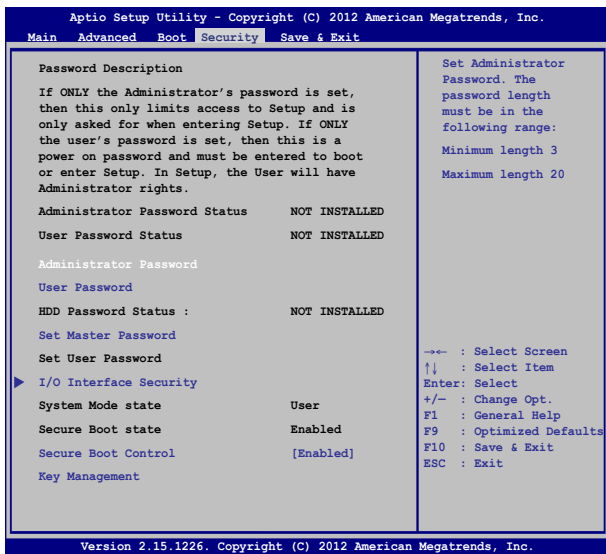 Aptio Setup Utility - Copyright (C) 2012 American Megatrends, Inc.
Main Advanced Boot Security Save & Exit
Password Description
If ONLY the Administrator's password is set,
then this only limits access to Setup and is
only asked for when entering Setup. If ONLY
the user's password is set, then this is a
power on password and must be entered to boot
or enter Setup. In Setup, the User will have
Administrator rights.
Administrator Password Status NOT INSTALLED
User Password Status NOT INSTALLED
Administrator Password
User Password
HDD Password Status : NOT INSTALLED
Set Master Password
Set User Password
I/O Interface Security
System Mode state User
Secure Boot state Enabled
Secure Boot Control [Enabled]
Key Management
Set Administrator
Password. The
password length
must be in the
following range:
Minimum length 3
Maximum length 20
→← : Select Screen
↑↓ : Select Item
Enter: Select
+/— : Change Opt.
F1 : General Help
F9 : Optimized Defaults
F10 : Save & Exit
ESC : Exit
Version 2.15.1226. Copyright (C) 2012 American Megatrends, Inc.